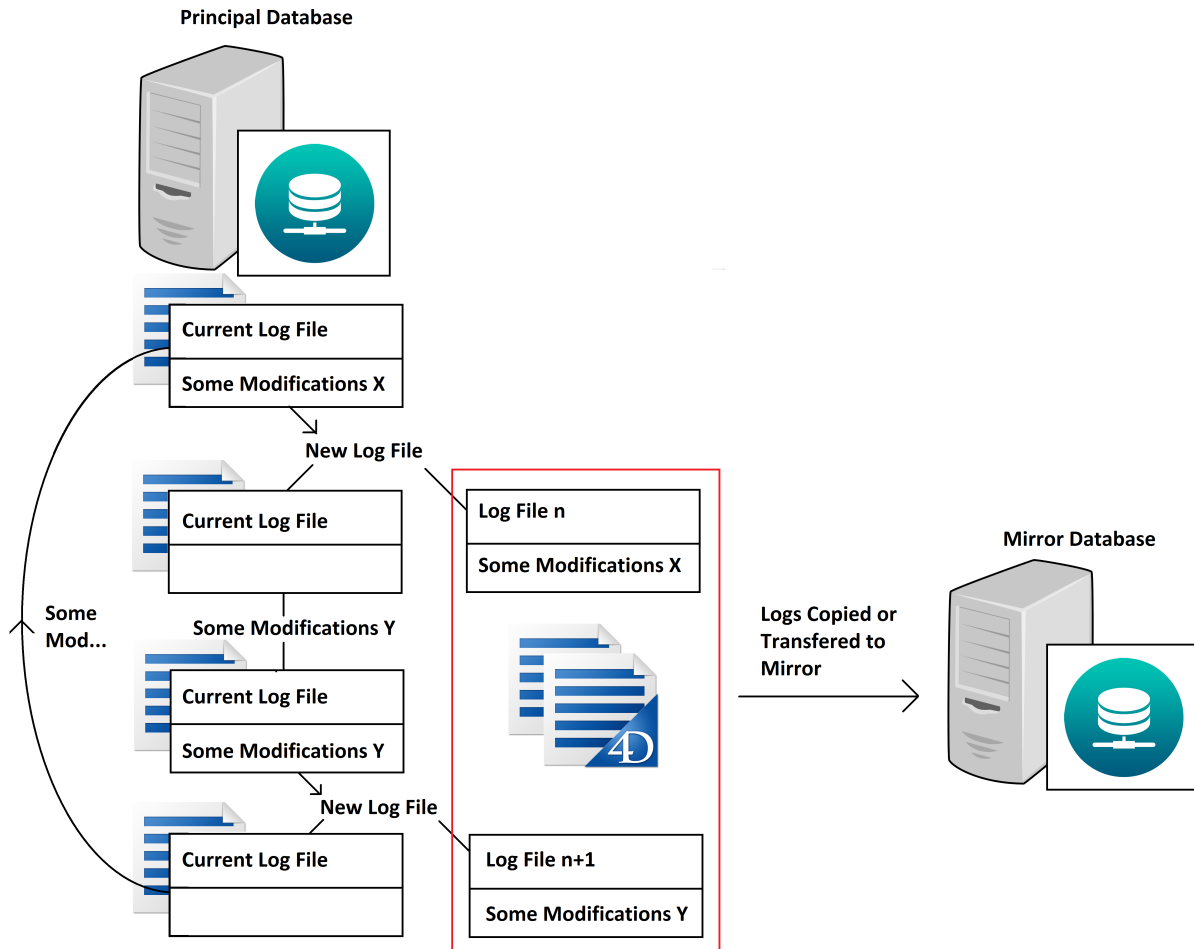 Principal Database
Current Log File
Some Modifications X
New Log File
Current Log File
Log File n
Some Modifications X
Mirror Database
Some
Mod...
Some Modifications Y
Logs Copied or
Transfered to
Mirror
Current Log File
Some Modifications Y
4D
New Log File
Current Log File
Log File n+1
Some Modifications Y